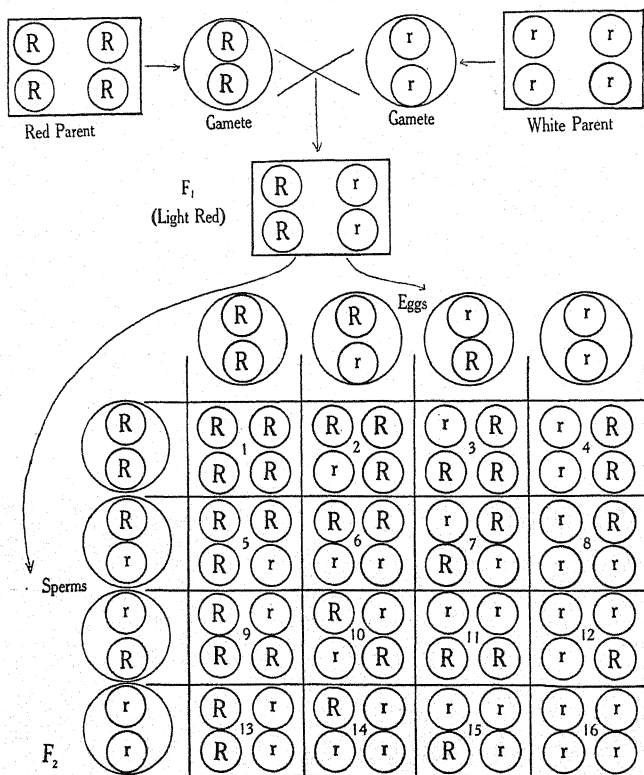 R R R r r r
R R R r r r
Red Parent Gamete Gamete White Parent
F₁ R r
(Light Red) R r
Eggs
R R r r
R r R r
R R R R R r R r R
1 2 3 4
R R R r R R R r R
R R R R R r R r R
5 6 7 8
r R r r r R r r r
Sperms
r R r R r r r r r
9 10 11 12
R R R r R R R r R
r R r R r r r r r
13 14 15 16
F₂ r R r r r R r r r